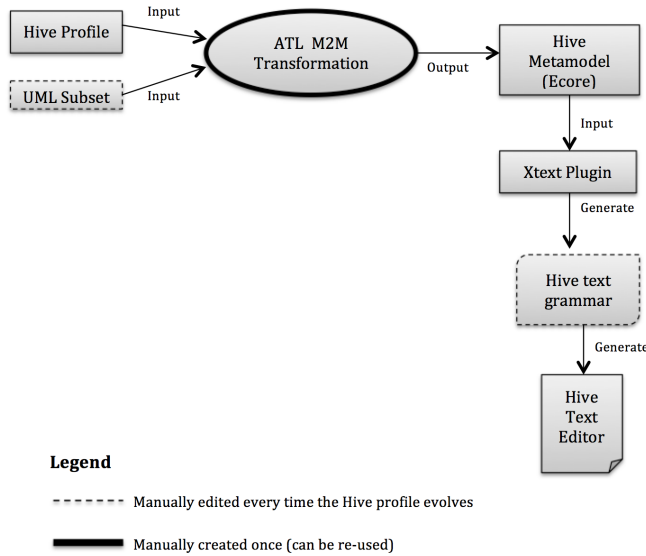 Hive Profile
Input
UML Subset
Input
ATL M2M
Transformation
Output
Hive
Metamodel
(Ecore)
Input
Xtext Plugin
Generate
Hive text
grammar
Generate
Hive
Text
Editor
Legend
Manually edited every time the Hive profile evolves
Manually created once (can be re-used)